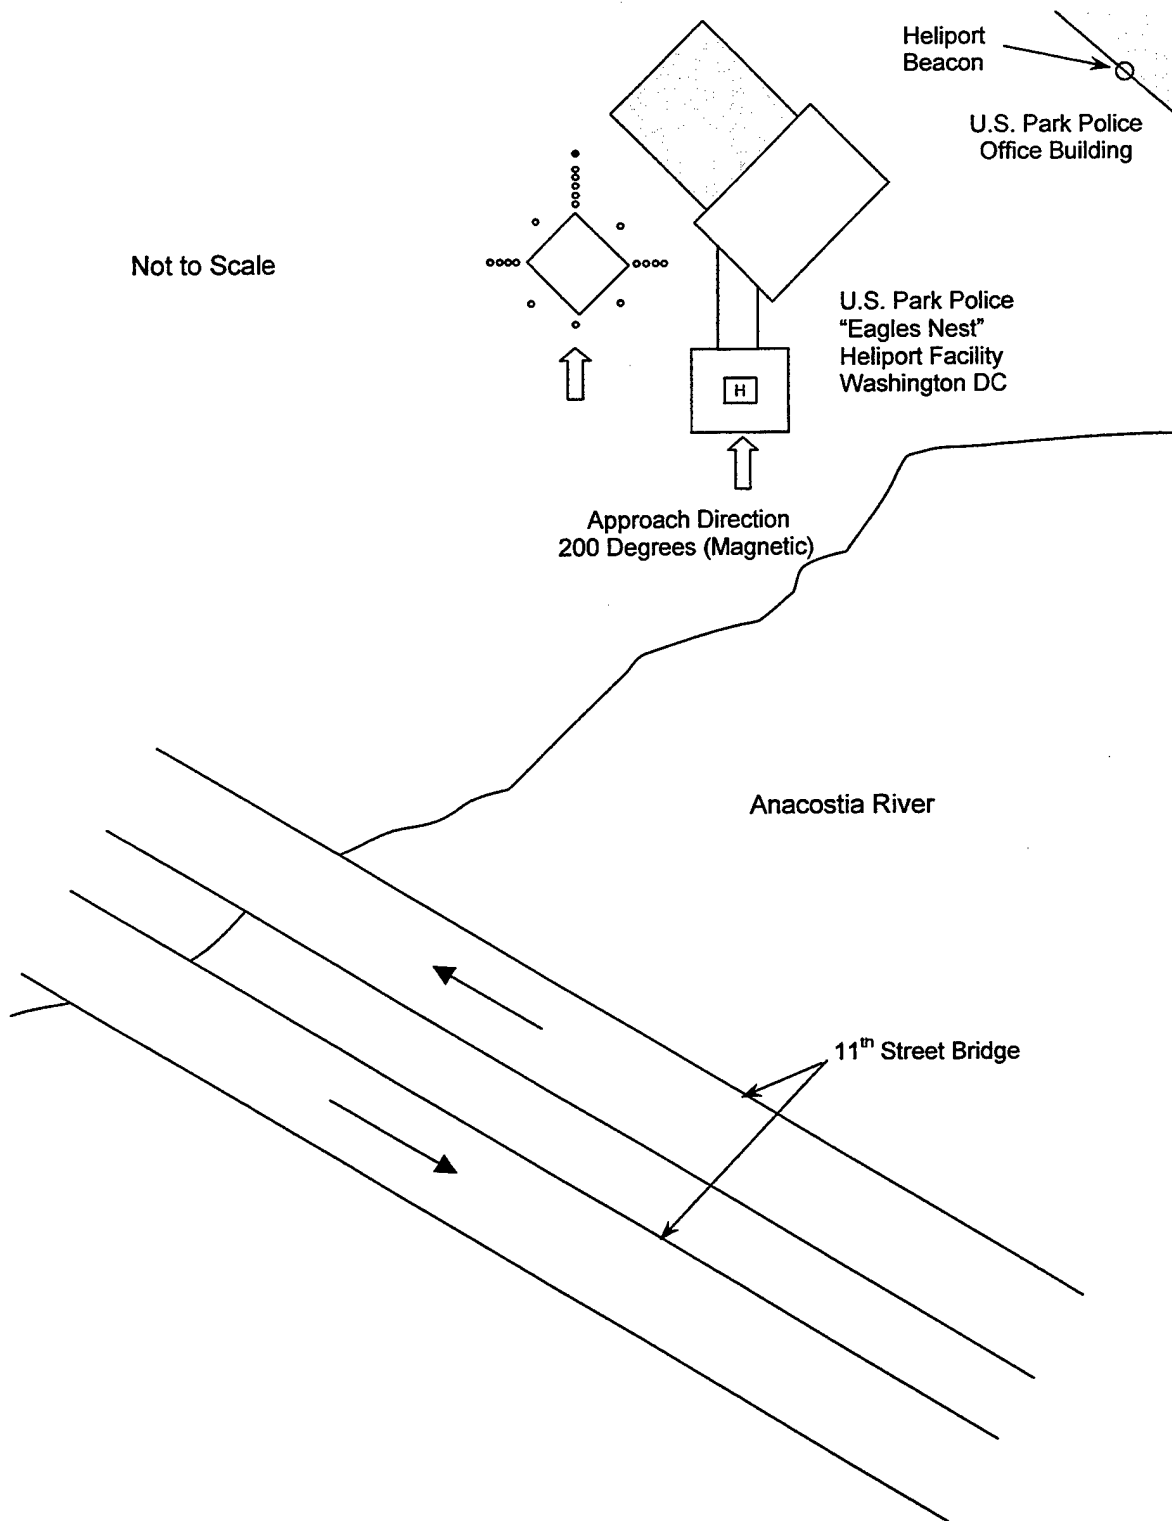 Heliport
Beacon
U.S. Park Police
Office Building
Not to Scale
U.S. Park Police
“Eagles Nest”
Heliport Facility
Washington DC
H
Approach Direction
200 Degrees (Magnetic)
Anacostia River
11th Street Bridge